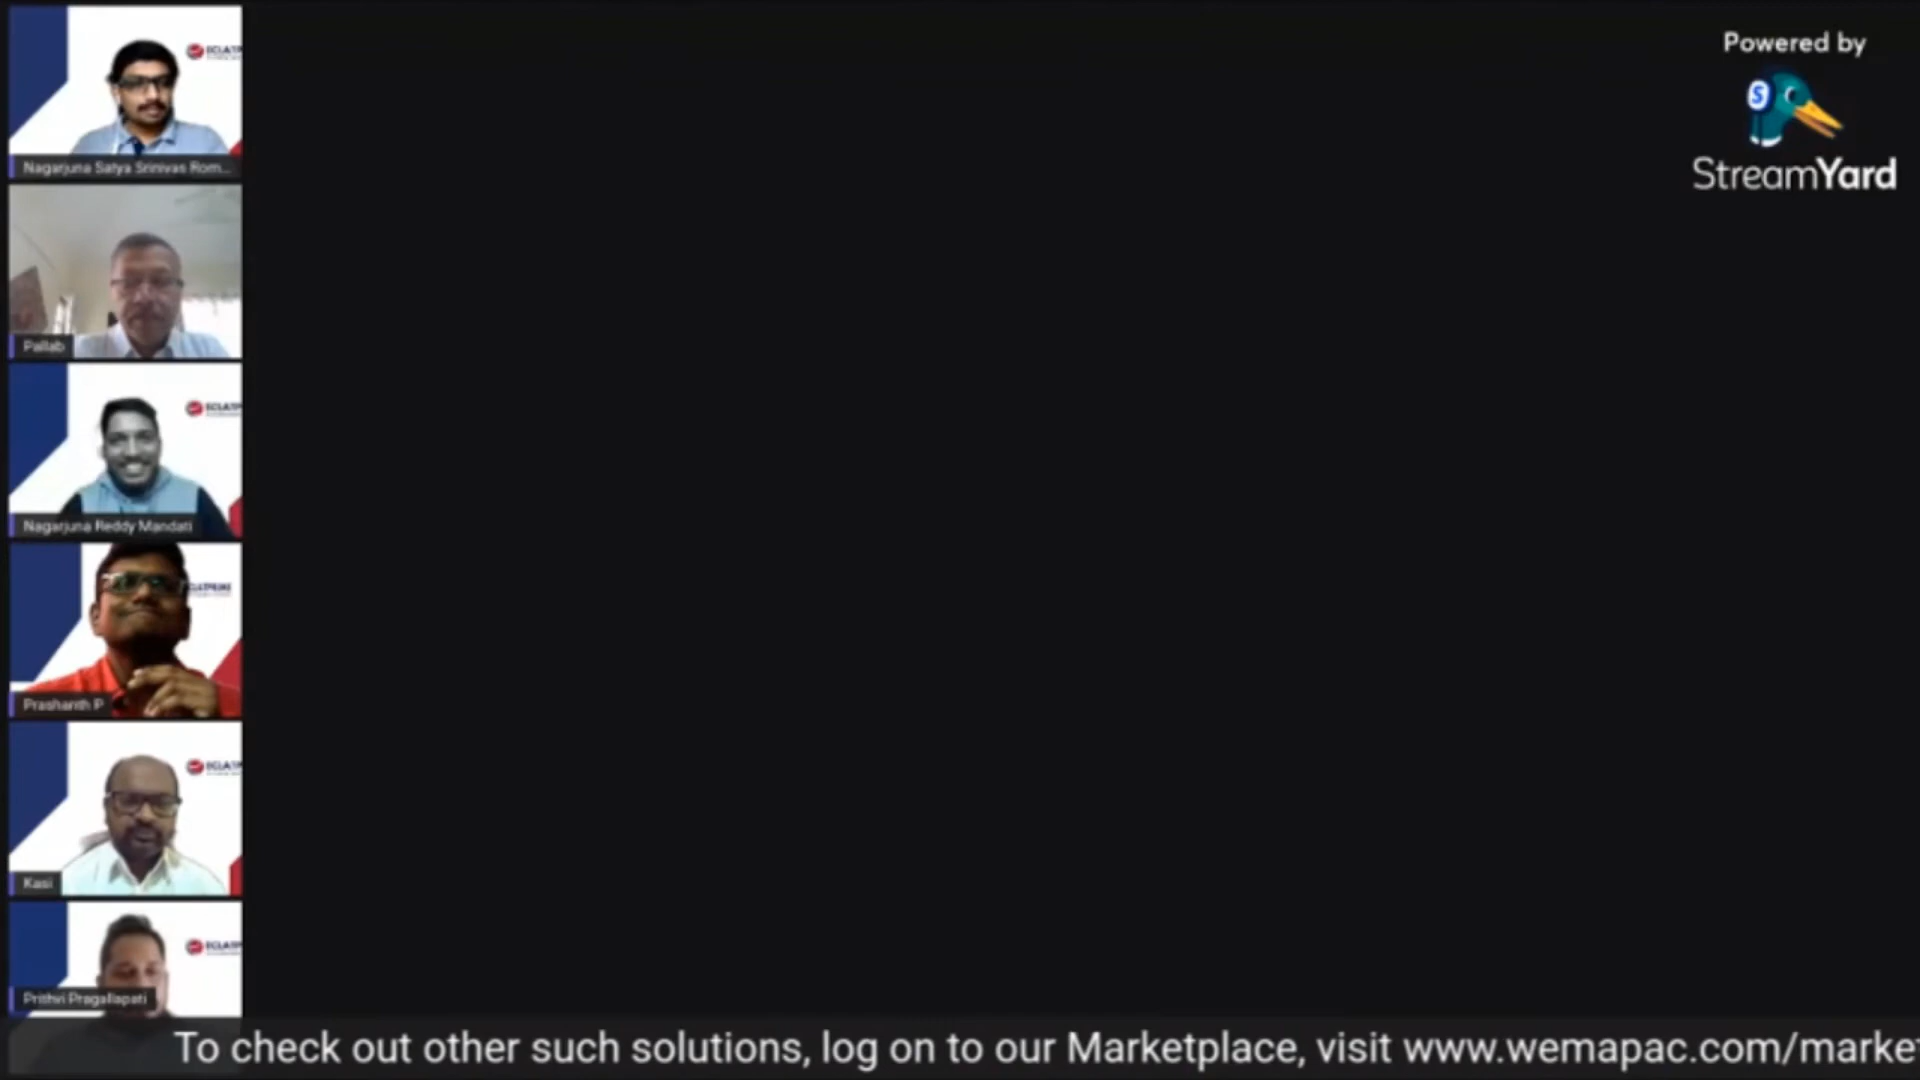 Powered by
StreamYard
Nagarjuna Satya Srinivas Rom...
Pallab
Nagarjuna Reddy Mandati
Prashanth P
Kasi
Prithvi Pragallapati
To check out other such solutions, log on to our Marketplace, visit www.wemapac.com/market